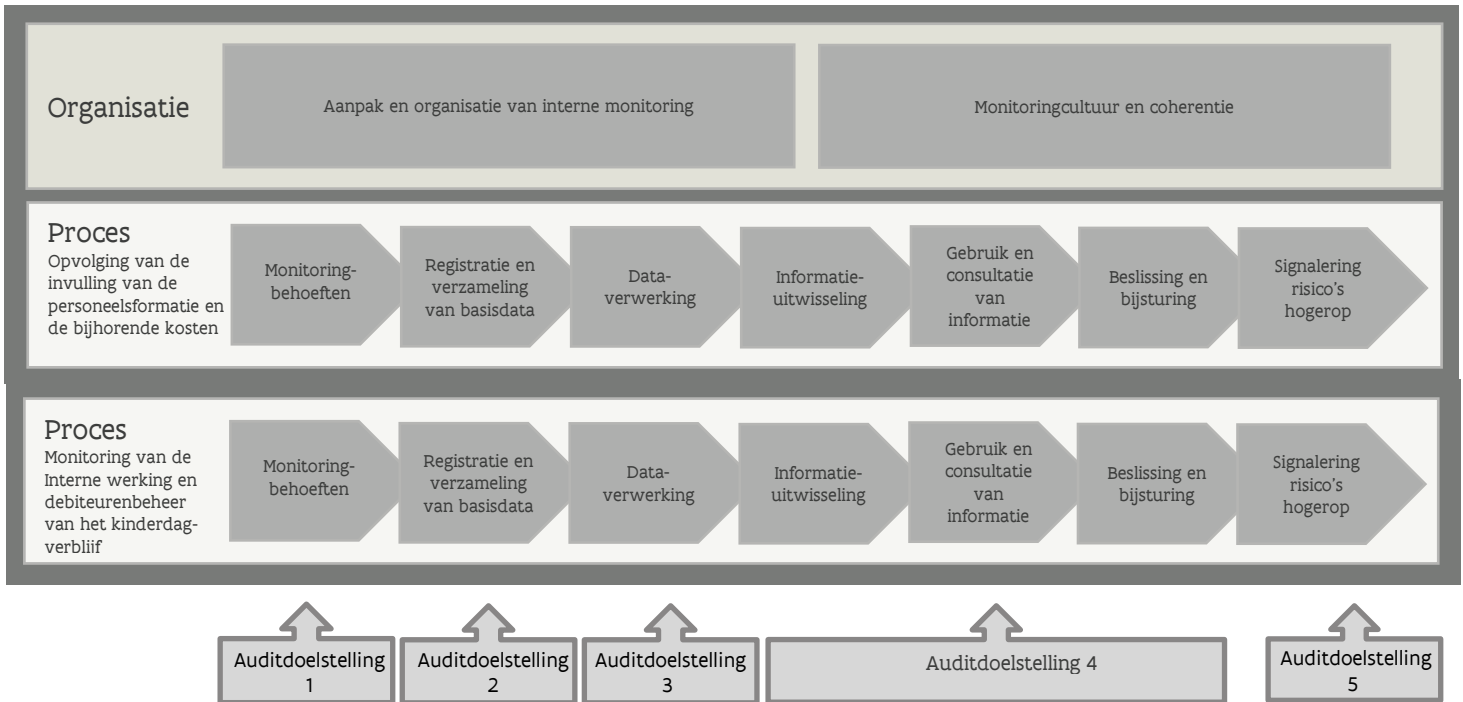 Organisatie
Aanpak en organisatie van interne monitoring
Monitoringcultuur en coherentie
Proces
Opvolging van de
invulling van de
personeelsformatie en
de bijhorende kosten
Monitoring-
behoeften
Registratie en
verzameling
van basisdata
Data-
verwerking
Informatie-
uitwisseling
Gebruik en
consultatie
van
informatie
Beslissing en
bijsturing
Signalering
risico's
hogerop
Proces
Monitoring van de
Interne werking en
debiteurenbeheer
van het kinderdag-
verblijf
Monitoring-
behoeften
Registratie en
verzameling
van basisdata
Data-
verwerking
Informatie-
uitwisseling
Gebruik en
consultatie
van
informatie
Beslissing en
bijsturing
Signalering
risico's
hogerop
Auditdoelstelling
1
Auditdoelstelling
2
Auditdoelstelling
3
Auditdoelstelling 4
Auditdoelstelling
5